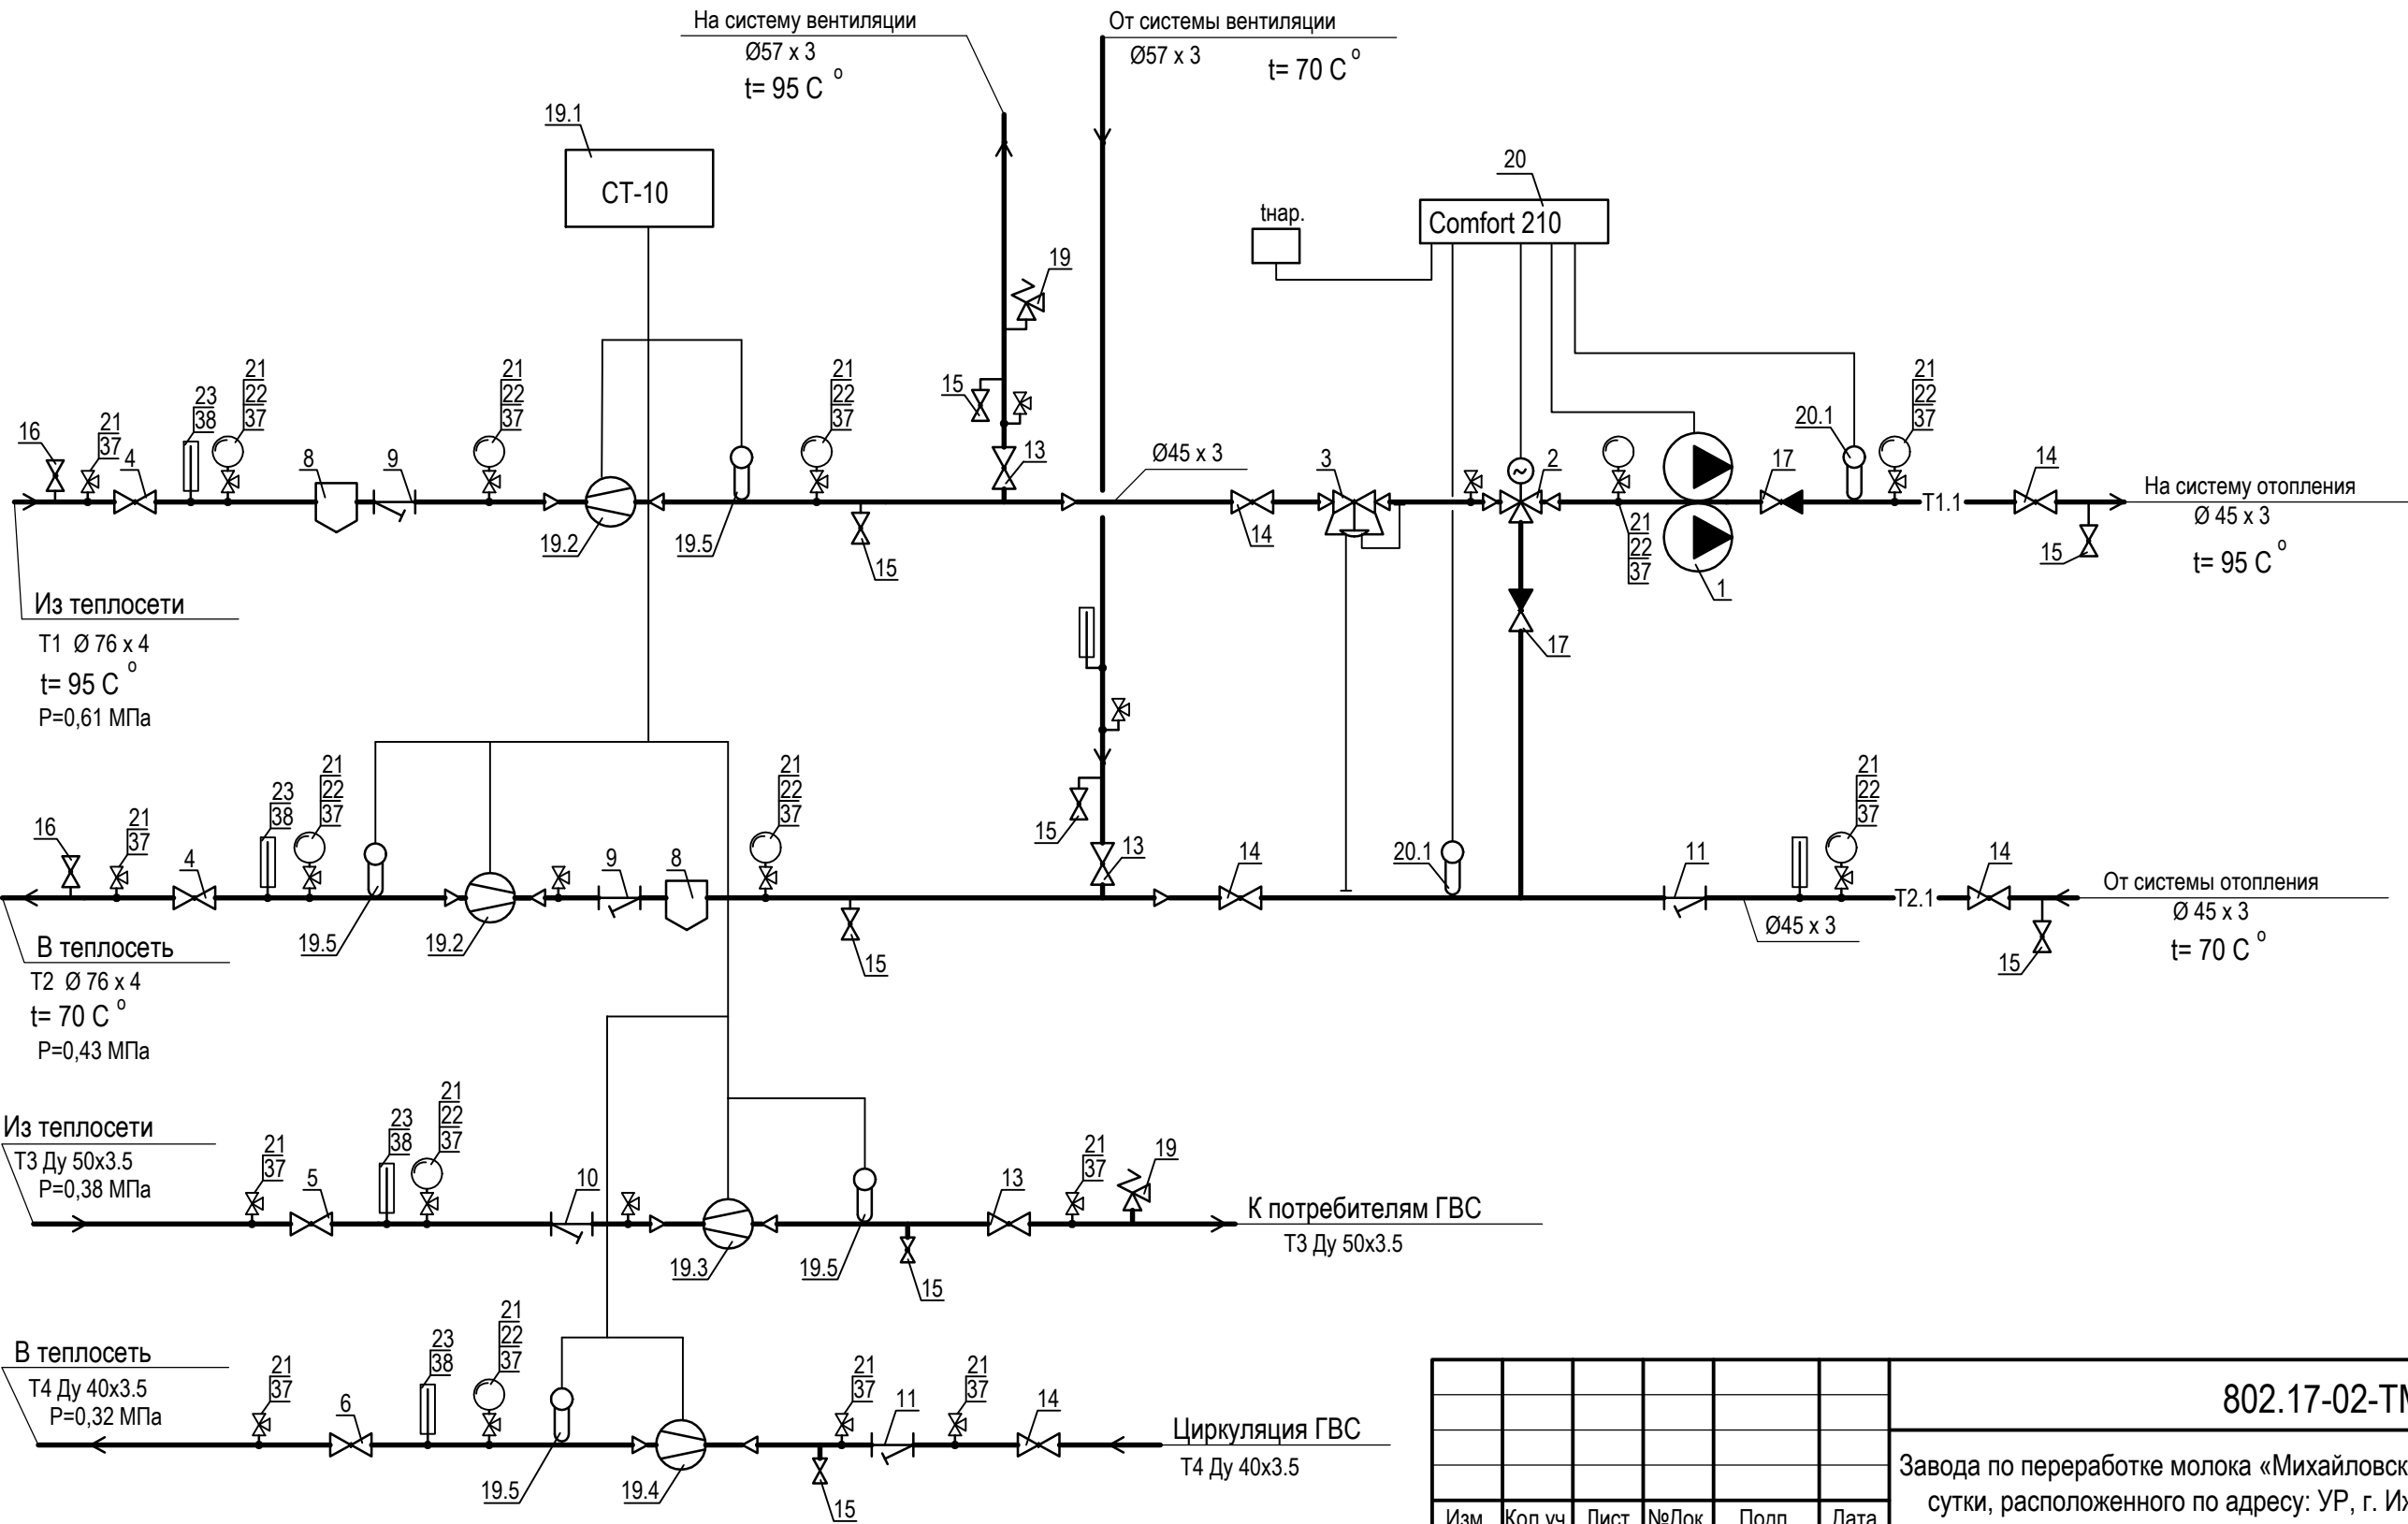 На систему вентиляции
Ø57 x 3
t= 95 C o
От системы вентиляции
Ø57 x 3
t= 70 C o
19.1
СТ-10
20
Comfort 210
tнар.
19
15
13
16
21
37
4
23
38
21
22
37
8
9
21
22
37
19.2
19.5
21
22
37
15
Ø45 x 3
14
3
2
21
22
37
1
17
20.1
21
22
37
T1.1
14
15
На систему отопления
Ø 45 x 3
t= 95 C o
17
Из теплосети
T1 Ø 76 x 4
t= 95 C o
P=0,61 МПа
16
21
37
4
23
38
21
22
37
19.5
19.2
9
8
21
22
37
15
15
13
14
20.1
11
Ø45 x 3
21
22
37
T2.1
14
15
От системы отопления
Ø 45 x 3
t= 70 C o
В теплосеть
T2 Ø 76 x 4
t= 70 C o
P=0,43 МПа
Из теплосети
T3 Ду 50x3.5
P=0,38 МПа
21
37
5
23
38
21
22
37
10
19.3
19.5
15
13
21
37
19
К потребителям ГВС
T3 Ду 50x3.5
В теплосеть
T4 Ду 40x3.5
P=0,32 МПа
21
37
6
23
38
21
22
37
19.5
19.4
15
21
37
11
21
37
14
Циркуляция ГВС
T4 Ду 40x3.5
802.17-02-Т
Завода по переработке молока «Михайловск
сутки, расположенного по адресу: УР, г. И
Изм. Кол.уч Лист №Док. Подп. Дата